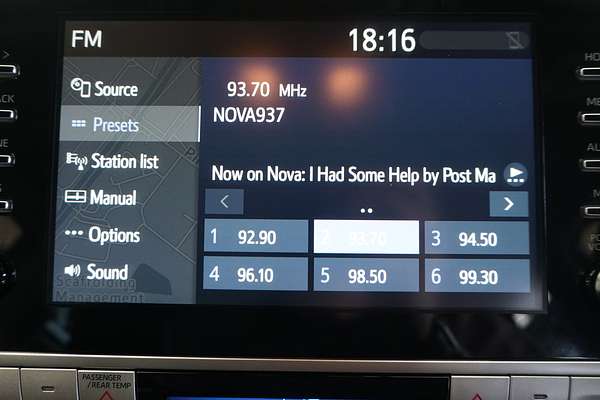 FM
18:16
Source
Presets
Station list
Manual
Options
Sound
93.70 MHz
NOVA937
Now on Nova: I Had Some Help by Post Ma
1 92.90
2 93.70
3 94.50
4 96.10
5 98.50
6 99.30
Scaffolding
Management
PASSENGER
/REAR TEMP